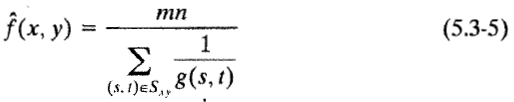 f̂(x, y) = mn / Σ_{(s, t)∈S_{xy}} 1/g(s, t) (5.3-5)